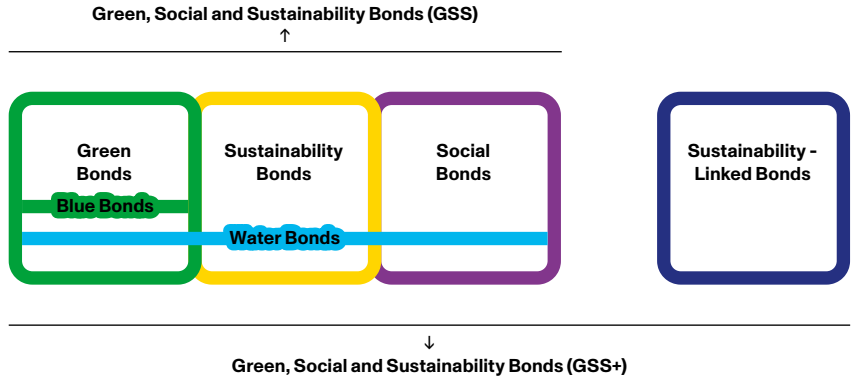 Green, Social and Sustainability Bonds (GSS)
↑
Green
Bonds
Sustainability
Bonds
Social
Bonds
Sustainability -
Linked Bonds
Blue Bonds
Water Bonds
↓
Green, Social and Sustainability Bonds (GSS+)